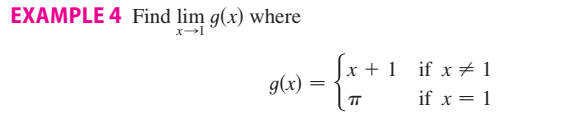 EXAMPLE 4 Find lim g(x) where
x→1
g(x) = { x + 1 if x ≠ 1
π if x = 1